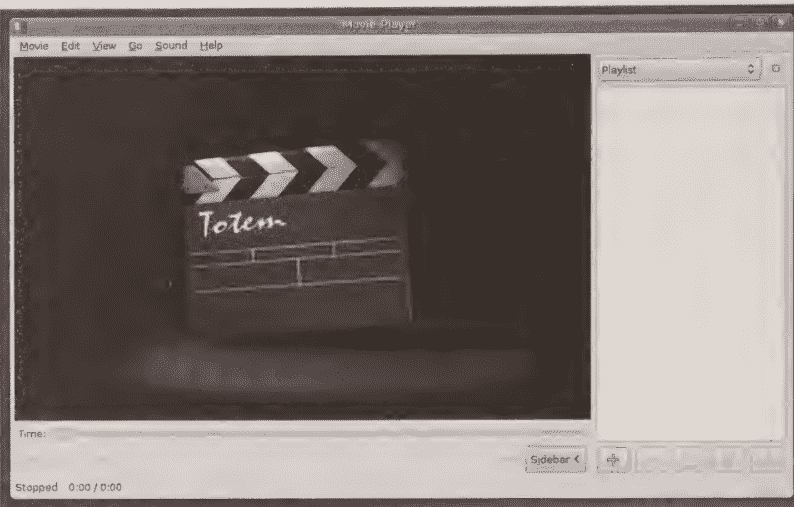 Movie Player
Movie Edit View Go Sound Help
Playlist
Totem
Time:
Sidebar <
Stopped 0:00 / 0:00